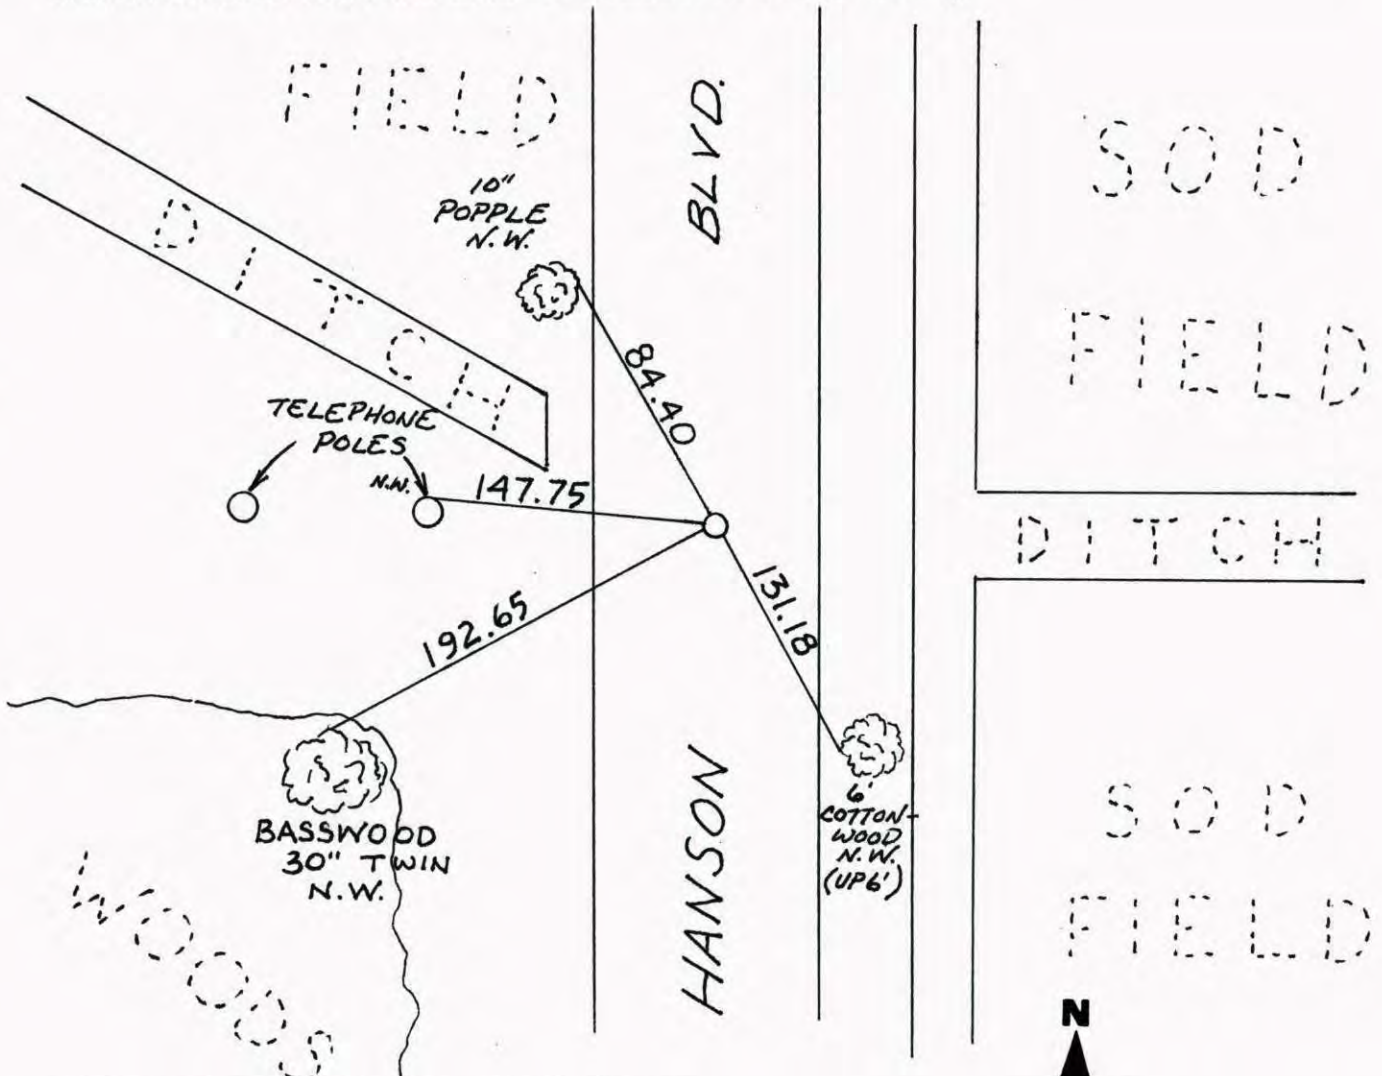 FIELD
BLVD.
SOD
FIELD
10"
POPPLE
N.W.
DITCH
84.40
TELEPHONE
POLES
N.W.
147.75
DITCH
131.18
192.65
BASSWOOD
30" TWIN
N.W.
HANSON
6'
COTTON-
WOOD
N.W.
(UP6')
SOD
FIELD
WOODS
N